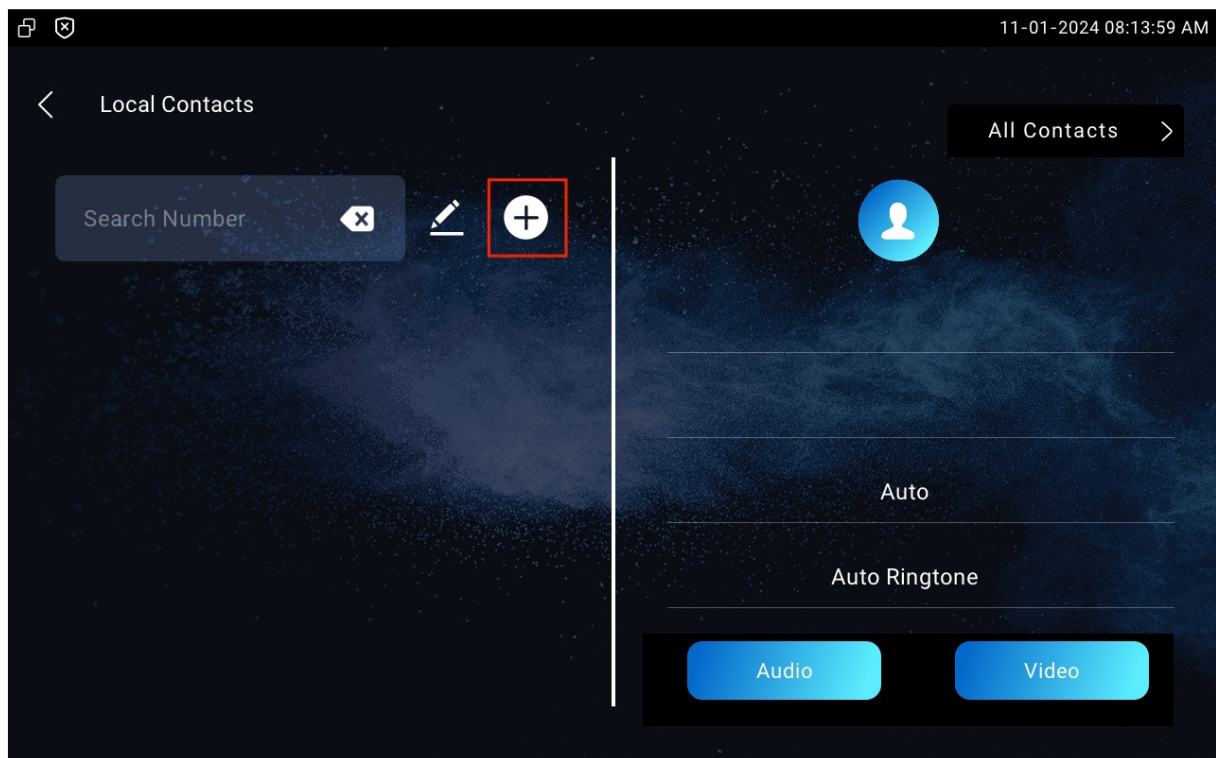 11-01-2024 08:13:59 AM
Local Contacts
All Contacts
Search Number
Auto
Auto Ringtone
Audio
Video